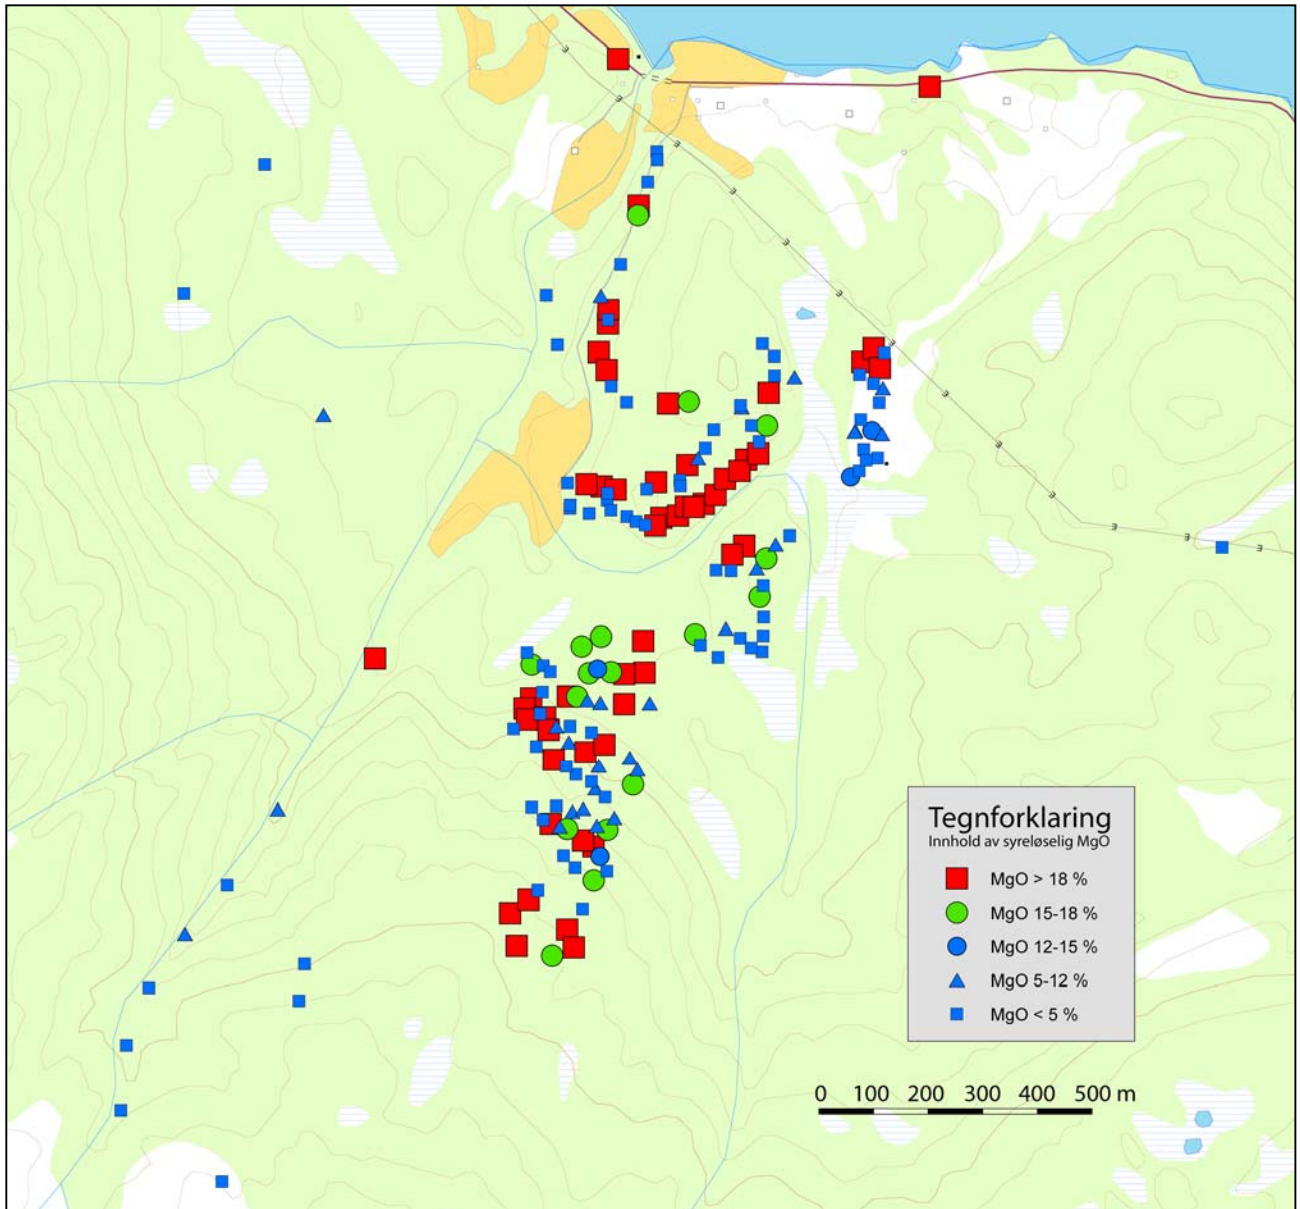 Tegnforklaring
Innhold av syreløselig MgO
MgO > 18 %
MgO 15-18 %
MgO 12-15 %
MgO 5-12 %
MgO < 5 %
0 100 200 300 400 500 m